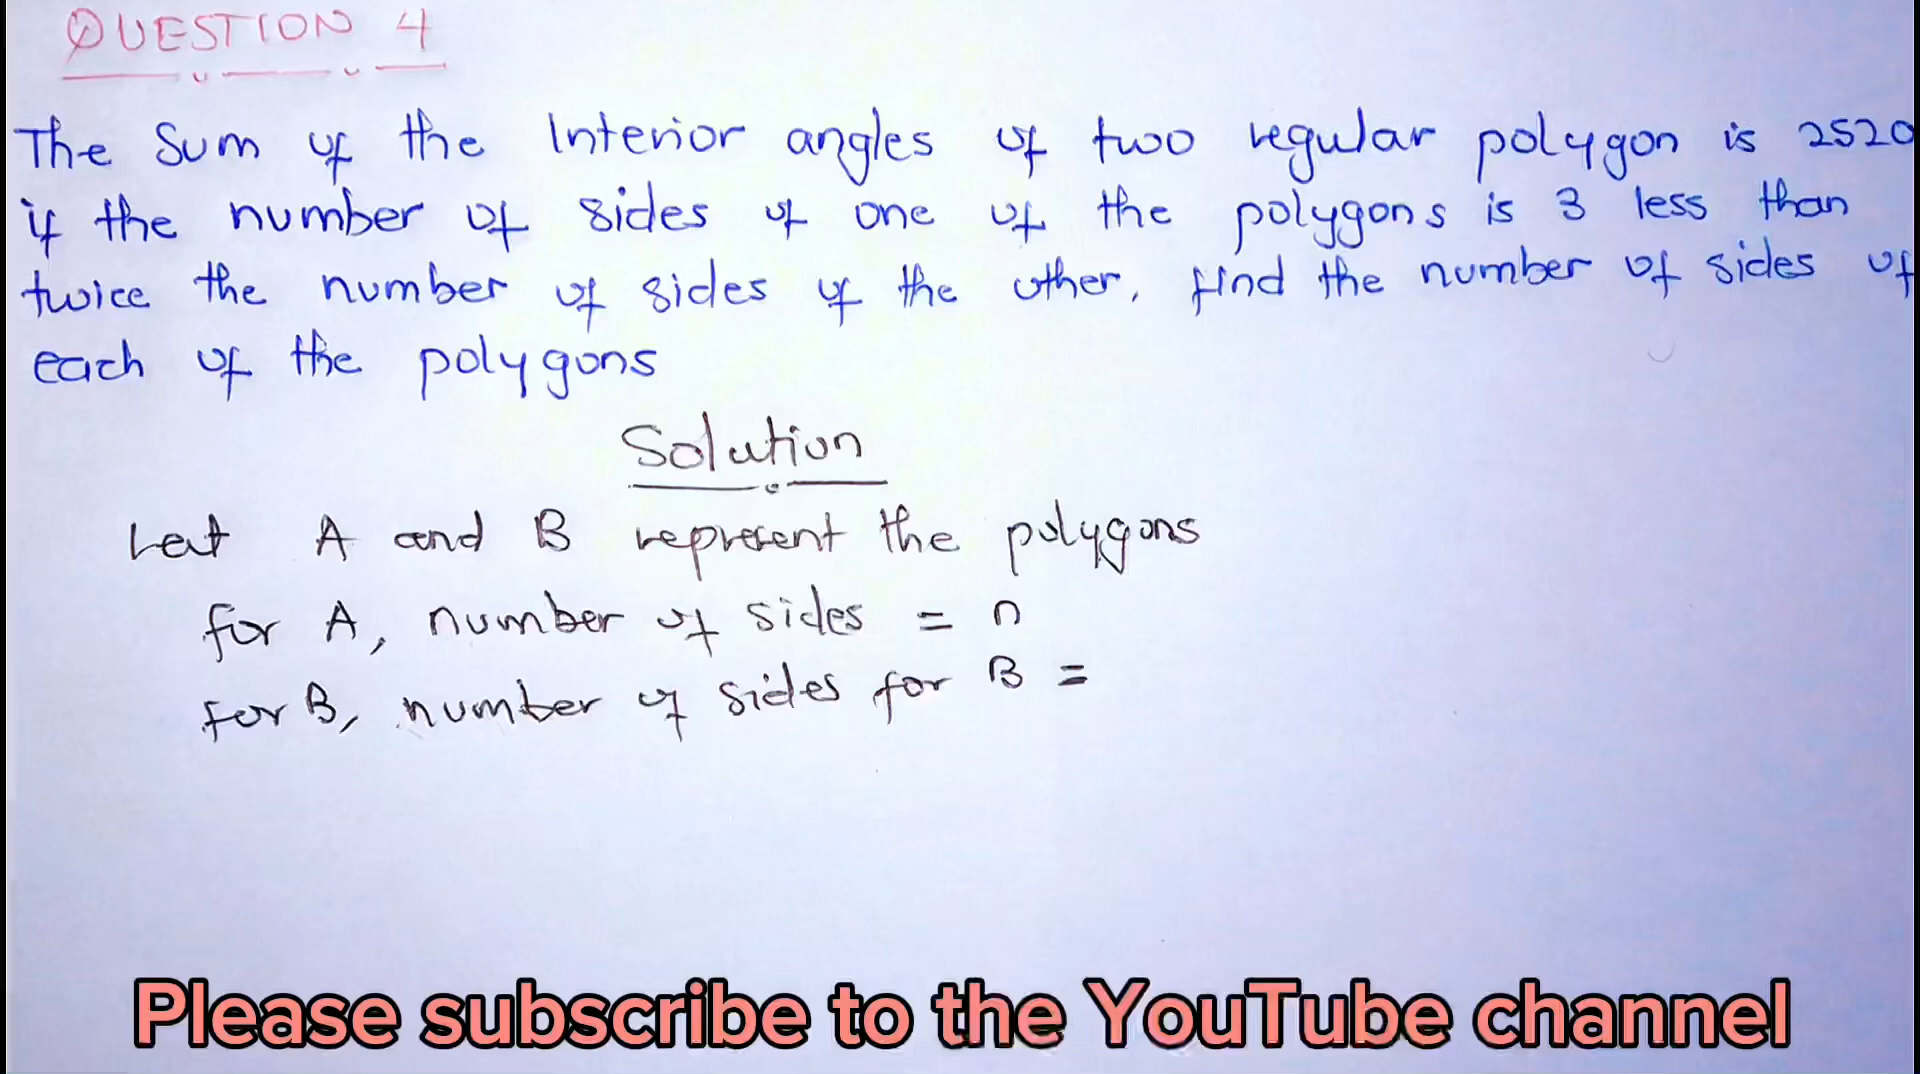 QUESTION 4
The Sum of the Interior angles of two regular polygon is 2520
if the number of sides of one of the polygons is 3 less than
twice the number of sides of the other, find the number of sides of
each of the polygons
Solution
Let A and B represent the polygons
for A, number of sides = n
for B, number of sides for B =
Please subscribe to the YouTube channel